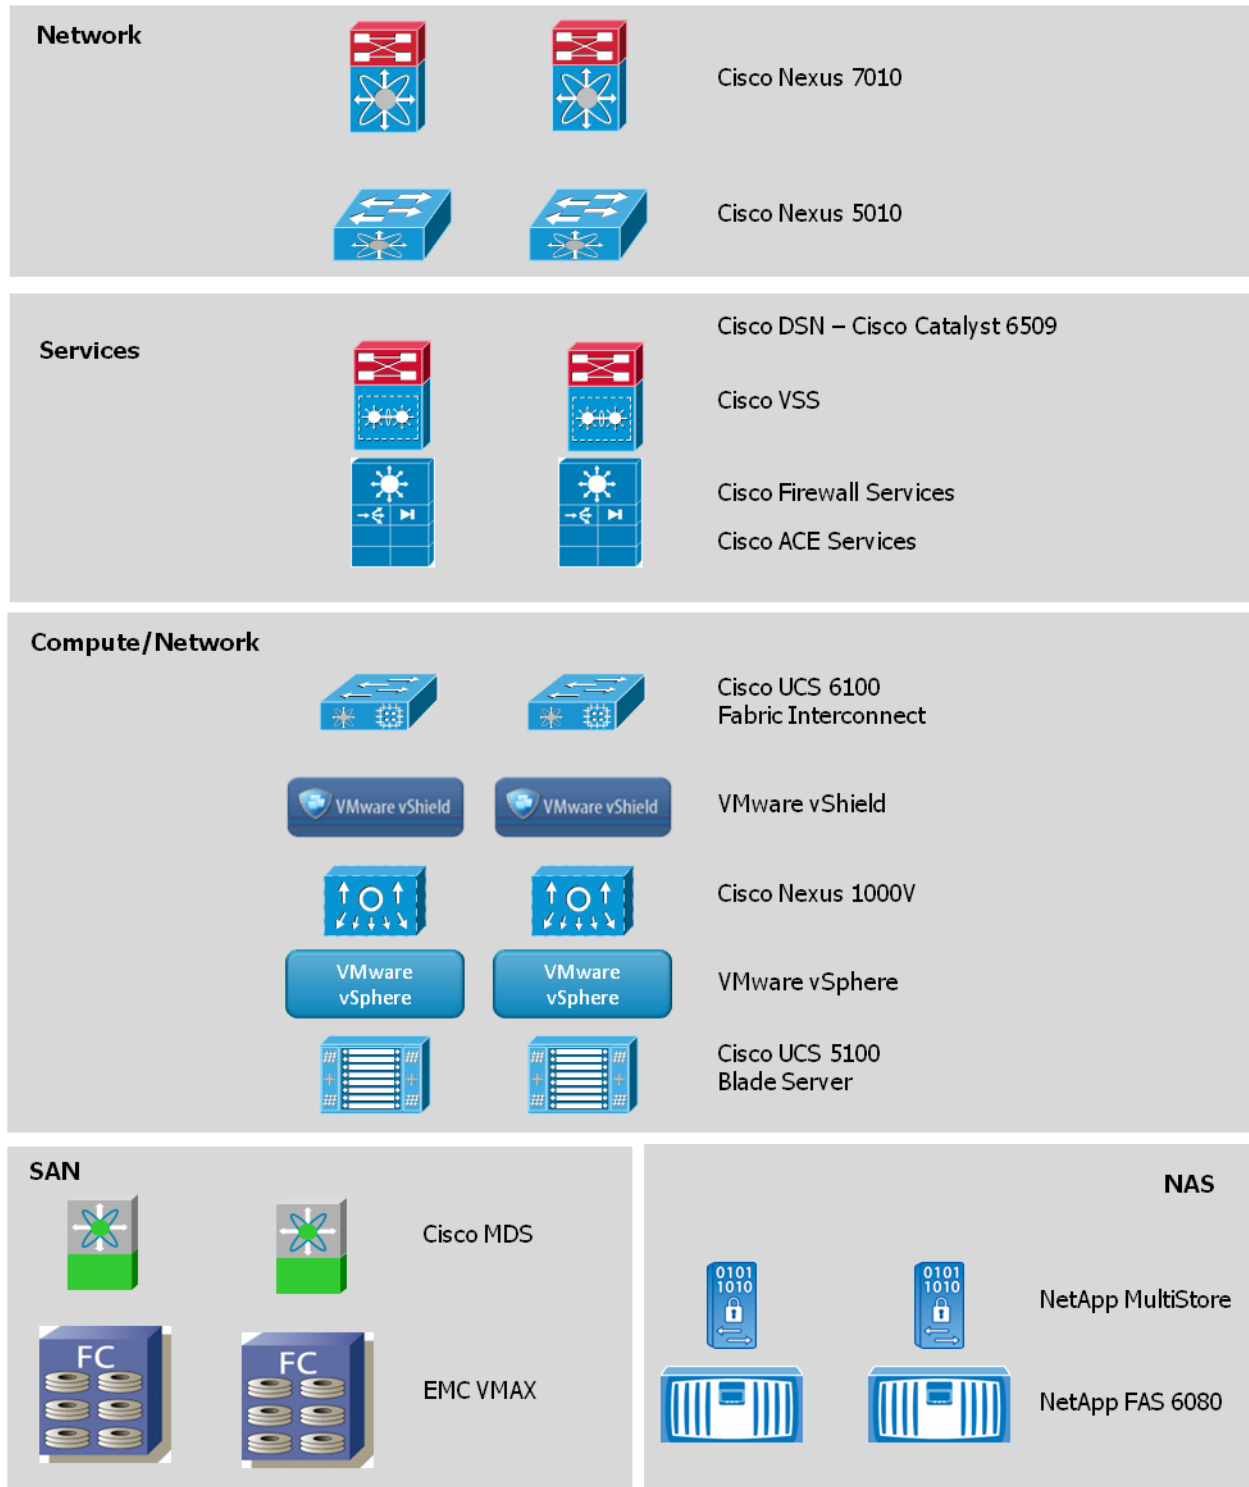 Network
Cisco Nexus 7010
Cisco Nexus 5010
Services
Cisco DSN – Cisco Catalyst 6509
Cisco VSS
Cisco Firewall Services
Cisco ACE Services
Compute/Network
Cisco UCS 6100
Fabric Interconnect
VMware vShield
VMware vShield
VMware vShield
Cisco Nexus 1000V
VMware
vSphere
VMware
vSphere
VMware vSphere
Cisco UCS 5100
Blade Server
SAN
Cisco MDS
FC
FC
EMC VMAX
NAS
0101
1010
0101
1010
NetApp MultiStore
NetApp FAS 6080